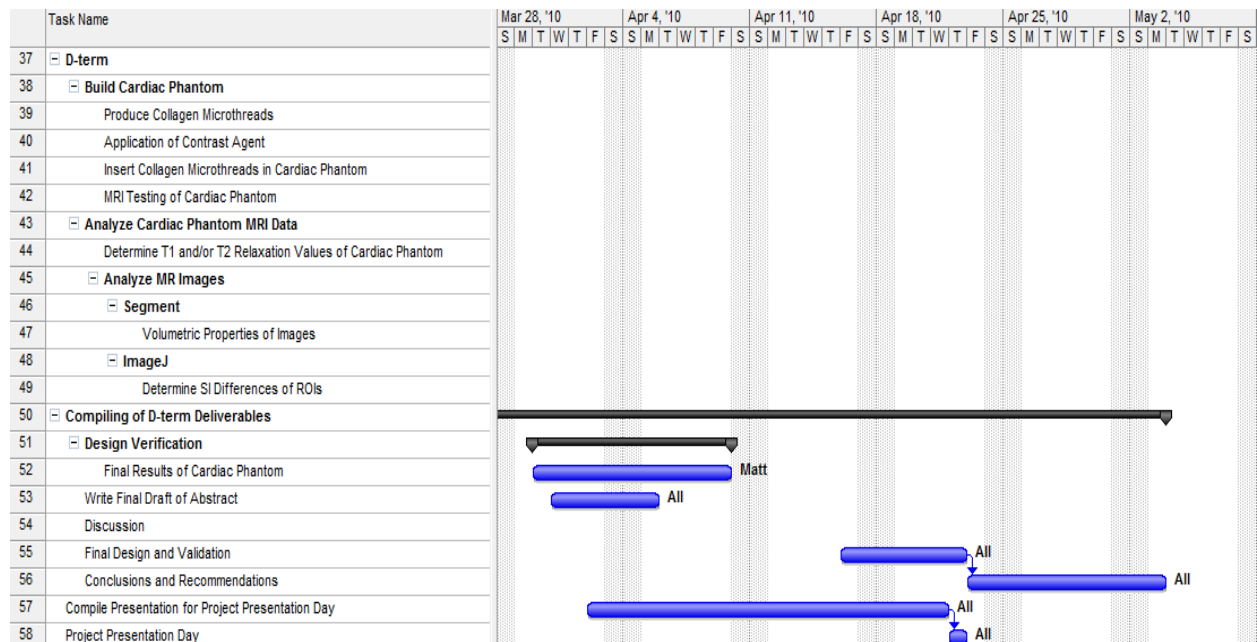 Task Name
Mar 28, '10 Apr 4, '10 Apr 11, '10 Apr 18, '10 Apr 25, '10 May 2, '10
S M T W T F S S M T W T F S S M T W T F S S M T W T F S S M T W T F S S M T W T F S
37 D-term
38 Build Cardiac Phantom
39 Produce Collagen Microthreads
40 Application of Contrast Agent
41 Insert Collagen Microthreads in Cardiac Phantom
42 MRI Testing of Cardiac Phantom
43 Analyze Cardiac Phantom MRI Data
44 Determine T1 and/or T2 Relaxation Values of Cardiac Phantom
45 Analyze MR Images
46 Segment
47 Volumetric Properties of Images
48 ImageJ
49 Determine SI Differences of ROIs
50 Compiling of D-term Deliverables
51 Design Verification
52 Final Results of Cardiac Phantom Matt
53 Write Final Draft of Abstract All
54 Discussion
55 Final Design and Validation All
56 Conclusions and Recommendations All
57 Compile Presentation for Project Presentation Day All
58 Project Presentation Day All